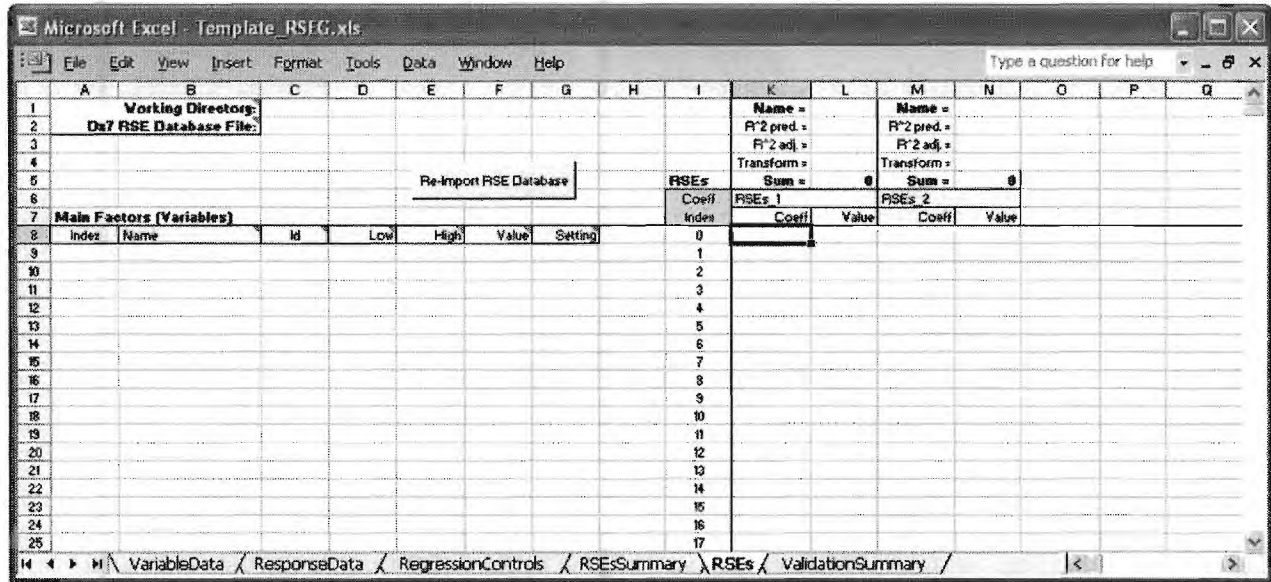 Microsoft Excel - Template_RSEG.xls
File Edit View Insert Format Tools Data Window Help Type a question for help
A B C D E F G H I K L M N O P Q
1 Working Directory: Name = Name =
2 Dx7 RSE Database File: R^2 pred. = R^2 pred. =
3 R^2 adj. = R^2 adj. =
4 Transform = Transform =
5 Re-Import RSE Database RSEs Sum = 0 Sum = 0
6 Coeff RSEs_1 RSEs_2
7 Main Factors (Variables) Index Coeff Value Coeff Value
8 Index Name Id Low High Value Setting 0
9 1
10 2
11 3
12 4
13 5
14 6
15 7
16 8
17 9
18 10
19 11
20 12
21 13
22 14
23 15
24 16
25 17
VariableData ResponseData RegressionControls RSEsSummary RSEs ValidationSummary